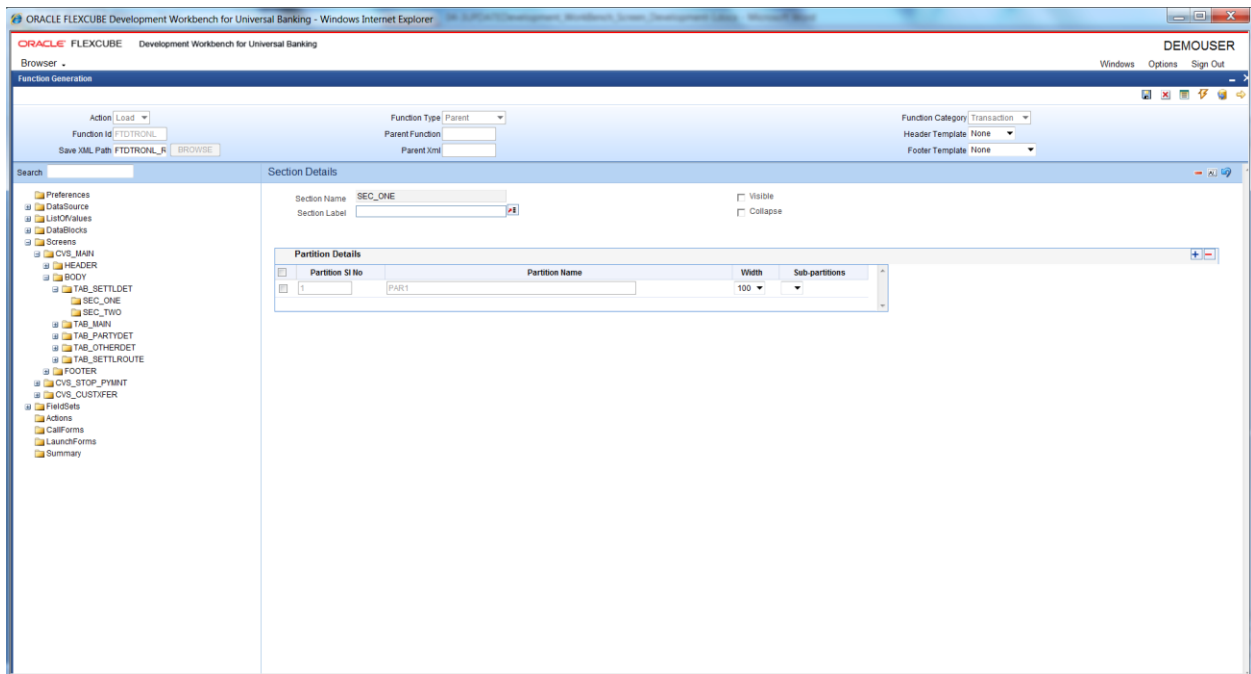 ORACLE FLEXCUBE Development Workbench for Universal Banking - Windows Internet Explorer
ORACLE FLEXCUBE Development Workbench for Universal Banking DEMOUSER
Browser Windows Options Sign Out
Function Generation
Action Load Function Type Parent Function Category Transaction
Function Id FTDTRONL Parent Function Header Template None
Save XML Path FTDTRONL_R BROWSE Parent Xml Footer Template None
Search
Section Details
Preferences
DataSource
ListOfValues
DataBlocks
Screens
CVS_MAIN
HEADER
BODY
TAB_SETTLDET
SEC_ONE
SEC_TWO
TAB_MAIN
TAB_PARTYDET
TAB_OTHERDET
TAB_SETTLROUTE
FOOTER
CVS_STOP_PYMNT
CVS_CUSTXFER
FieldSets
Actions
CallForms
LaunchForms
Summary
Section Name SEC_ONE Visible
Section Label Collapse
Partition Details
Partition Sl No Partition Name Width Sub-partitions
1 PAR1 100